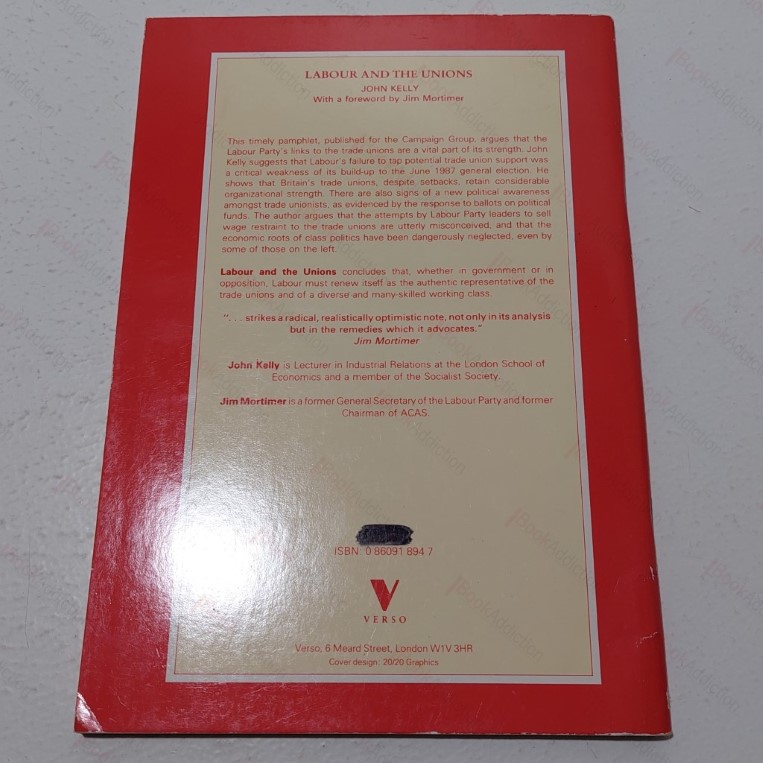 LABOUR AND THE UNIONS
JOHN KELLY
With a foreword by Jim Mortimer
This timely pamphlet, published for the Campaign Group, argues that the
Labour Party's links to the trade unions are a vital part of its strength. John
Kelly suggests that Labour's failure to tap potential trade union support was
a critical weakness of its build-up to the June 1987 general election. He
shows that Britain's trade unions, despite setbacks, retain considerable
organizational strength. There are also signs of a new political awareness
amongst trade unionists, as evidenced by the response to ballots on political
funds. The author argues that the attempts by Labour Party leaders to sell
wage restraint to the trade unions are utterly misconceived, and that the
economic roots of class politics have been dangerously neglected, even by
some of those on the left.
Labour and the Unions concludes that, whether in government or in
opposition, Labour must renew itself as the authentic representative of the
trade unions and of a diverse and many-skilled working class.
"... strikes a radical, realistically optimistic note, not only in its analysis
but in the remedies which it advocates."
Jim Mortimer
John Kelly is Lecturer in Industrial Relations at the London School of
Economics and a member of the Socialist Society.
Jim Mortimer is a former General Secretary of the Labour Party and former
Chairman of ACAS.
ISBN: 0 86091 894 7
V
VERSO
Verso, 6 Meard Street, London W1V 3HR
Cover design: 20/20 Graphics
BookAddiction